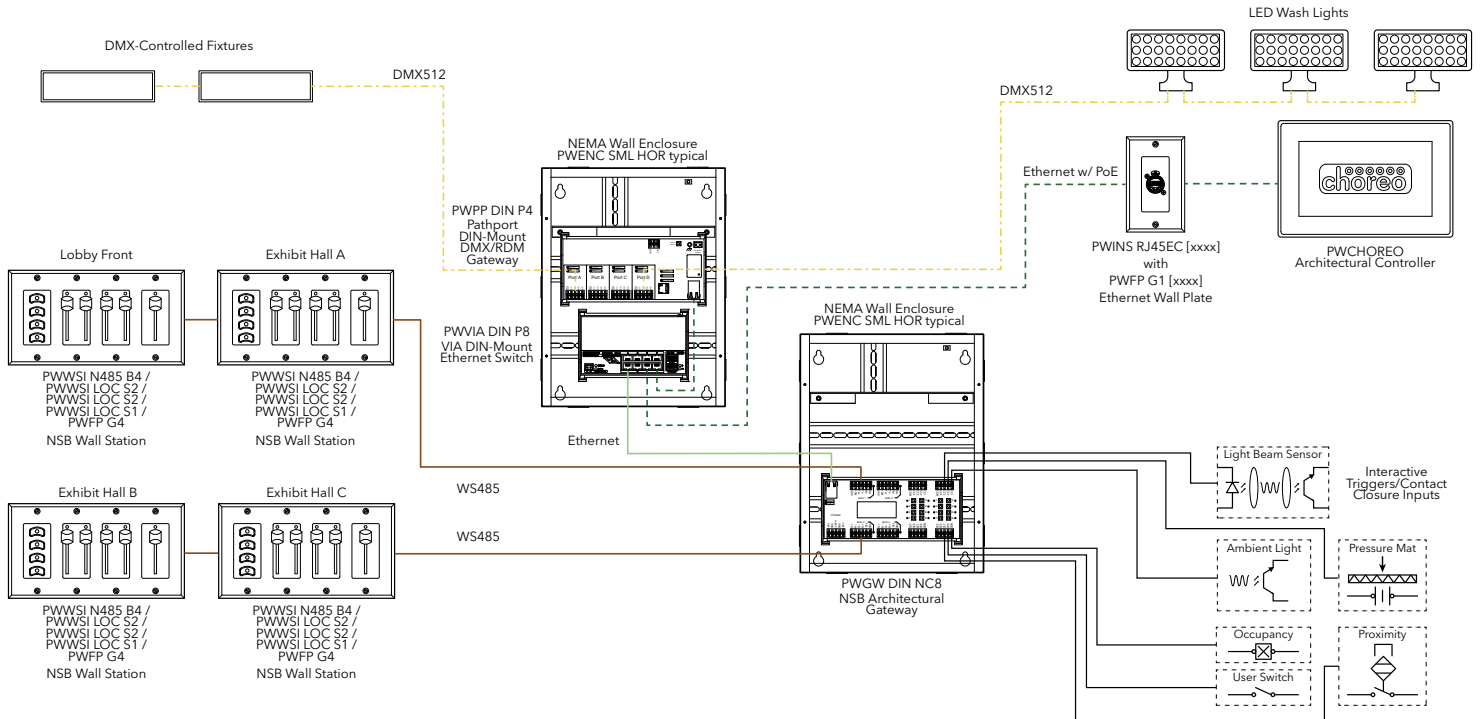 LED Wash Lights
DMX-Controlled Fixtures
DMX512
DMX512
NEMA Wall Enclosure
PWENC SML HOR typical
Ethernet w/ PoE
choreo
PWPP DIN P4
Pathport
DIN-Mount
DMX/RDM
Gateway
Port A
Port B
Port C
Port D
PWINS RJ45EC [xxxx]
with
PWFP G1 [xxxx]
Ethernet Wall Plate
PWCHOREO
Architectural Controller
Lobby Front
Exhibit Hall A
PWVIA DIN P8
VIA DIN-Mount
Ethernet Switch
NEMA Wall Enclosure
PWENC SML HOR typical
PWWSI N485 B4 /
PWWSI LOC S2 /
PWWSI LOC S2 /
PWWSI LOC S1 /
PWFP G4
NSB Wall Station
PWWSI N485 B4 /
PWWSI LOC S2 /
PWWSI LOC S2 /
PWWSI LOC S1 /
PWFP G4
NSB Wall Station
Ethernet
WS485
Light Beam Sensor
Interactive
Triggers/Contact
Closure Inputs
Exhibit Hall B
Exhibit Hall C
WS485
Ambient Light
Pressure Mat
PWGW DIN NC8
NSB Architectural
Gateway
PWWSI N485 B4 /
PWWSI LOC S2 /
PWWSI LOC S2 /
PWWSI LOC S1 /
PWFP G4
NSB Wall Station
PWWSI N485 B4 /
PWWSI LOC S2 /
PWWSI LOC S2 /
PWWSI LOC S1 /
PWFP G4
NSB Wall Station
Occupancy
Proximity
User Switch